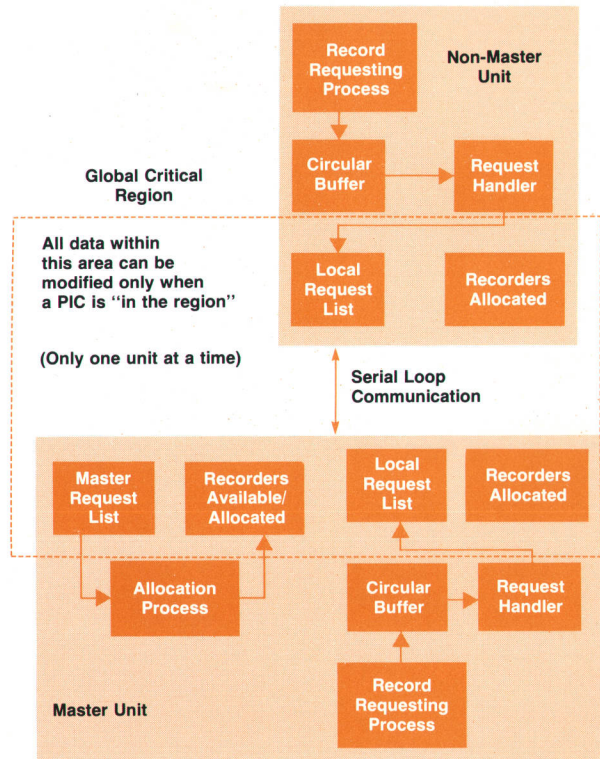 Record
Requesting
Process
Non-Master
Unit
Global Critical
Region
Circular
Buffer
Request
Handler
All data within
this area can be
modified only when
a PIC is “in the region”
(Only one unit at a time)
Local
Request
List
Recorders
Allocated
Serial Loop
Communication
Master
Request
List
Recorders
Available/
Allocated
Local
Request
List
Recorders
Allocated
Allocation
Process
Circular
Buffer
Request
Handler
Record
Requesting
Process
Master Unit